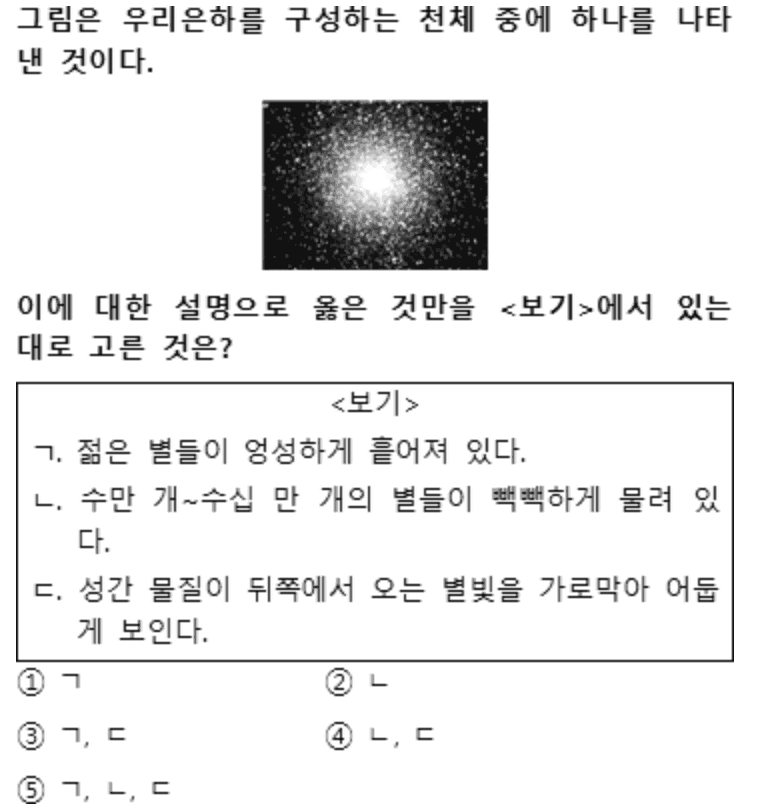 그림은 우리은하를 구성하는 천체 중에 하나를 나타
낸 것이다.
이에 대한 설명으로 옳은 것만을 <보기>에서 있는
대로 고른 것은?
<보기>
ㄱ. 젊은 별들이 엉성하게 흩어져 있다.
ㄴ. 수만 개~수십 만 개의 별들이 빽빽하게 물려 있
다.
ㄷ. 성간 물질이 뒤쪽에서 오는 별빛을 가로막아 어둡
게 보인다.
① ㄱ ② ㄴ
③ ㄱ, ㄷ ④ ㄴ, ㄷ
⑤ ㄱ, ㄴ, ㄷ